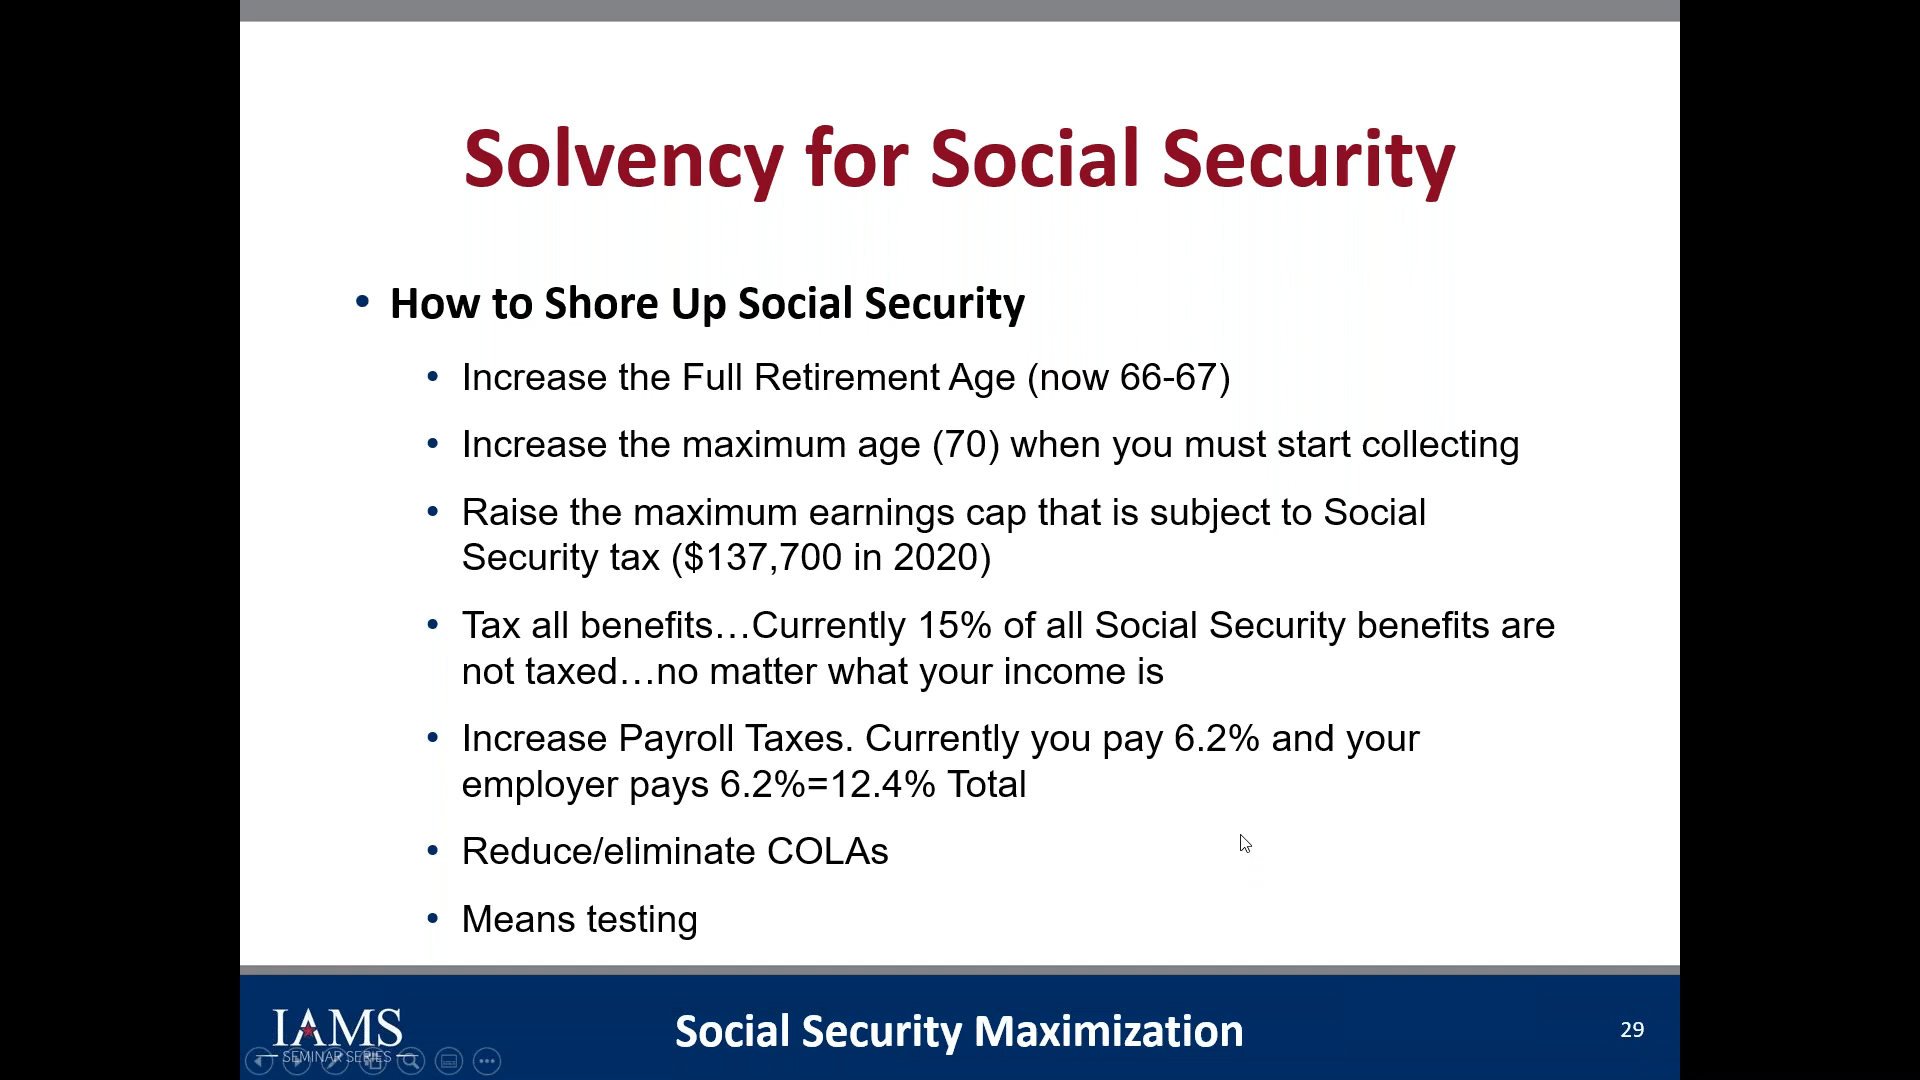 Solvency for Social Security
• How to Shore Up Social Security
• Increase the Full Retirement Age (now 66-67)
• Increase the maximum age (70) when you must start collecting
• Raise the maximum earnings cap that is subject to Social
Security tax ($137,700 in 2020)
• Tax all benefits…Currently 15% of all Social Security benefits are
not taxed…no matter what your income is
• Increase Payroll Taxes. Currently you pay 6.2% and your
employer pays 6.2%=12.4% Total
• Reduce/eliminate COLAs
• Means testing
IAMS
SEMINAR SERIES
Social Security Maximization
29